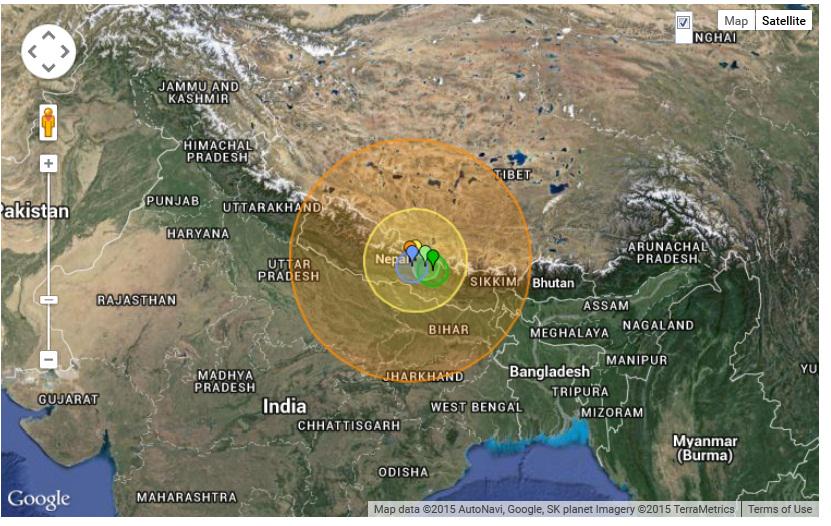 Map
Satellite
NGHAI
JAMMU AND
KASHMIR
HIMACHAL
PRADESH
TIBET
Pakistan
PUNJAB
UTTARAKHAND
HARYANA
ARUNACHAL
PRADESH
Nepal
UTTAR
PRADESH
SIKKIM
Bhutan
RAJASTHAN
ASSAM
BIHAR
MEGHALAYA
NAGALAND
MANIPUR
Bangladesh
YU
MADHYA
PRADESH
JHARKHAND
TRIPURA
GUJARAT
India
WEST BENGAL
MIZORAM
CHHATTISGARH
Myanmar
(Burma)
ODISHA
Google
MAHARASHTRA
Map data ©2015 AutoNavi, Google, SK planet Imagery ©2015 TerraMetrics
Terms of Use